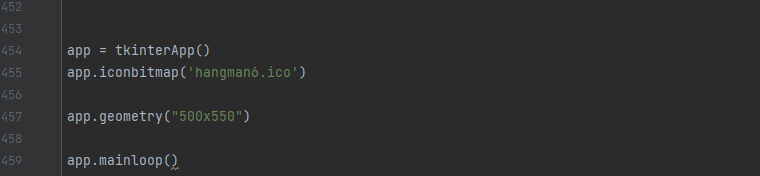 452
453
454 app = tkinterApp()
455 app.iconbitmap('hangman6.ico')
456
457 app.geometry("500x550")
458
459 app.mainloop()